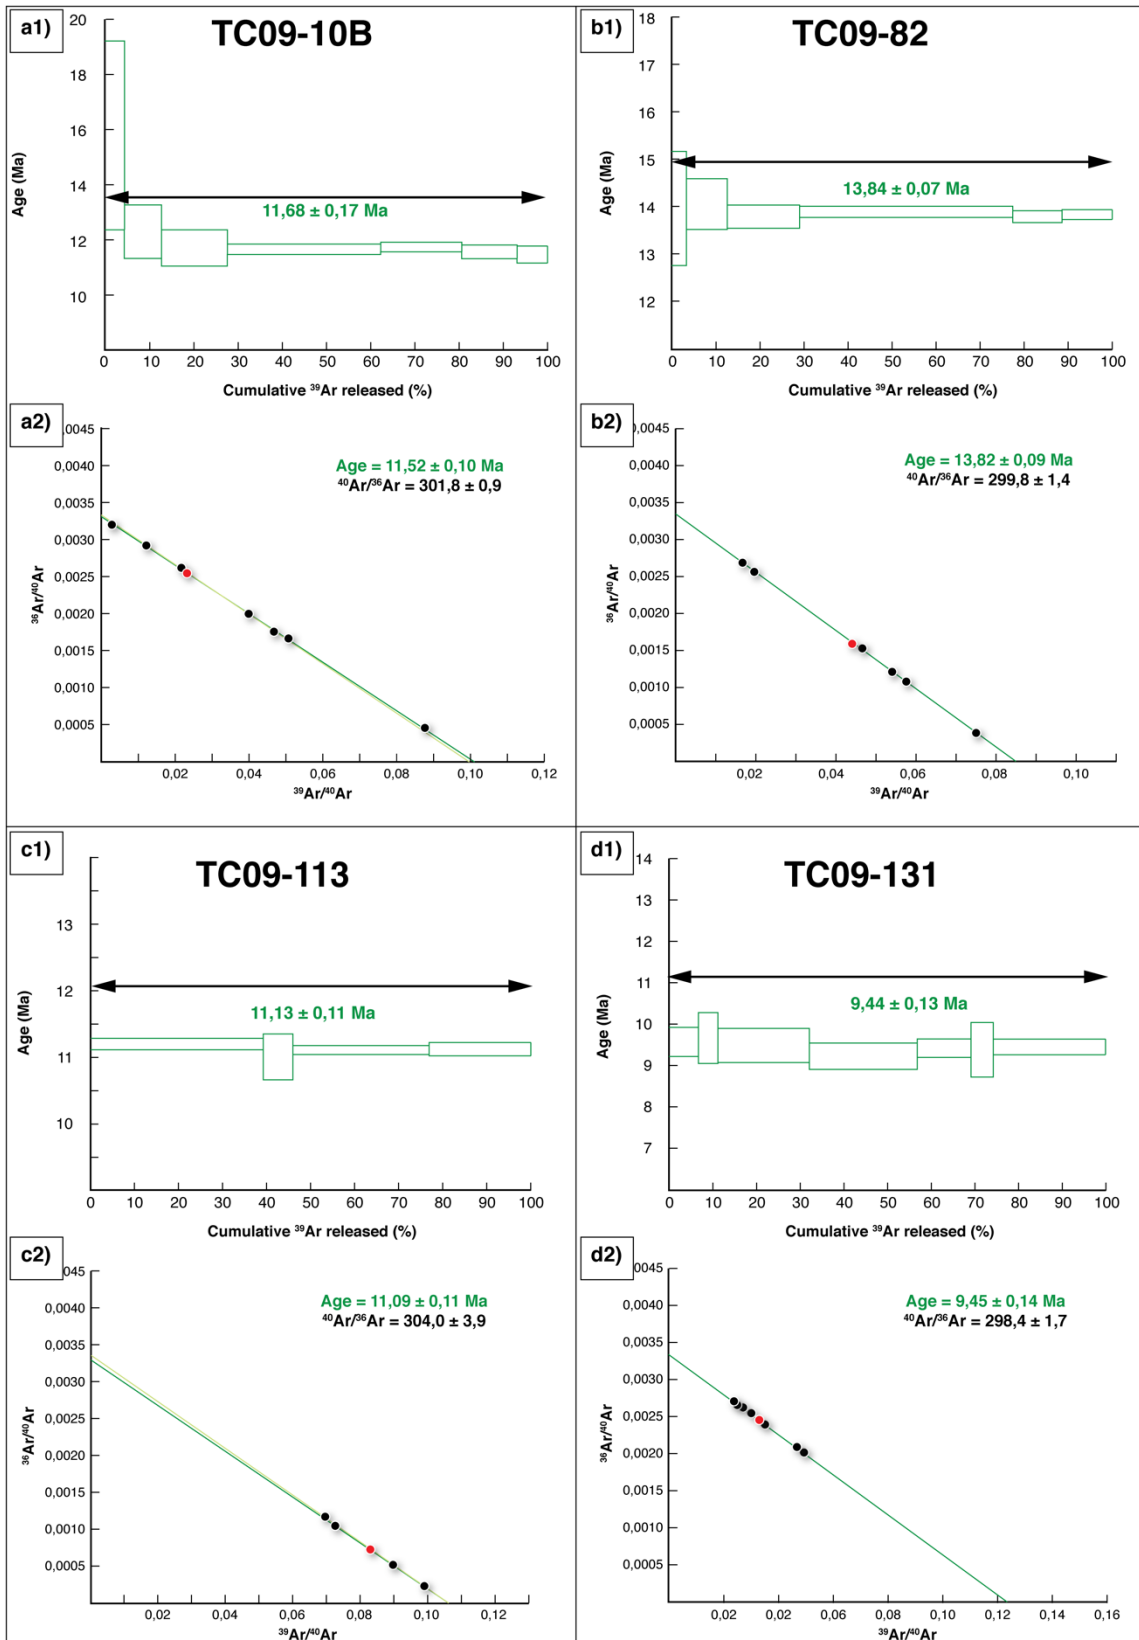 a1)
TC09-10B
20
18
16
14
12
10
Age (Ma)
11,68 ± 0,17 Ma
0 10 20 30 40 50 60 70 80 90 100
Cumulative ³⁹Ar released (%)
b1)
TC09-82
18
17
16
15
14
13
12
Age (Ma)
13,84 ± 0,07 Ma
0 10 20 30 40 50 60 70 80 90 100
Cumulative ³⁹Ar released (%)
a2)
,0045
0,0040
0,0035
0,0030
0,0025
0,0020
0,0015
0,0010
0,0005
³⁶Ar/⁴⁰Ar
Age = 11,52 ± 0,10 Ma
⁴⁰Ar/³⁶Ar = 301,8 ± 0,9
0,02 0,04 0,06 0,08 0,10 0,12
³⁹Ar/⁴⁰Ar
b2)
0,0045
0,0040
0,0035
0,0030
0,0025
0,0020
0,0015
0,0010
0,0005
³⁶Ar/⁴⁰Ar
Age = 13,82 ± 0,09 Ma
⁴⁰Ar/³⁶Ar = 299,8 ± 1,4
0,02 0,04 0,06 0,08 0,10
³⁹Ar/⁴⁰Ar
c1)
TC09-113
13
12
11
10
Age (Ma)
11,13 ± 0,11 Ma
0 10 20 30 40 50 60 70 80 90 100
Cumulative ³⁹Ar released (%)
d1)
TC09-131
14
13
12
11
10
9
8
7
Age (Ma)
9,44 ± 0,13 Ma
0 10 20 30 40 50 60 70 80 90 100
Cumulative ³⁹Ar released (%)
c2)
,0045
0,0040
0,0035
0,0030
0,0025
0,0020
0,0015
0,0010
0,0005
³⁶Ar/⁴⁰Ar
Age = 11,09 ± 0,11 Ma
⁴⁰Ar/³⁶Ar = 304,0 ± 3,9
0,02 0,04 0,06 0,08 0,10 0,13
³⁹Ar/⁴⁰Ar
d2)
,0045
0,0040
0,0035
0,0030
0,0025
0,0020
0,0015
0,0010
0,0005
³⁶Ar/⁴⁰Ar
Age = 9,45 ± 0,14 Ma
⁴⁰Ar/³⁶Ar = 298,4 ± 1,7
0,02 0,02 0,06 0,08 0,10 0,12 0,14 0,16
³⁹Ar/⁴⁰Ar